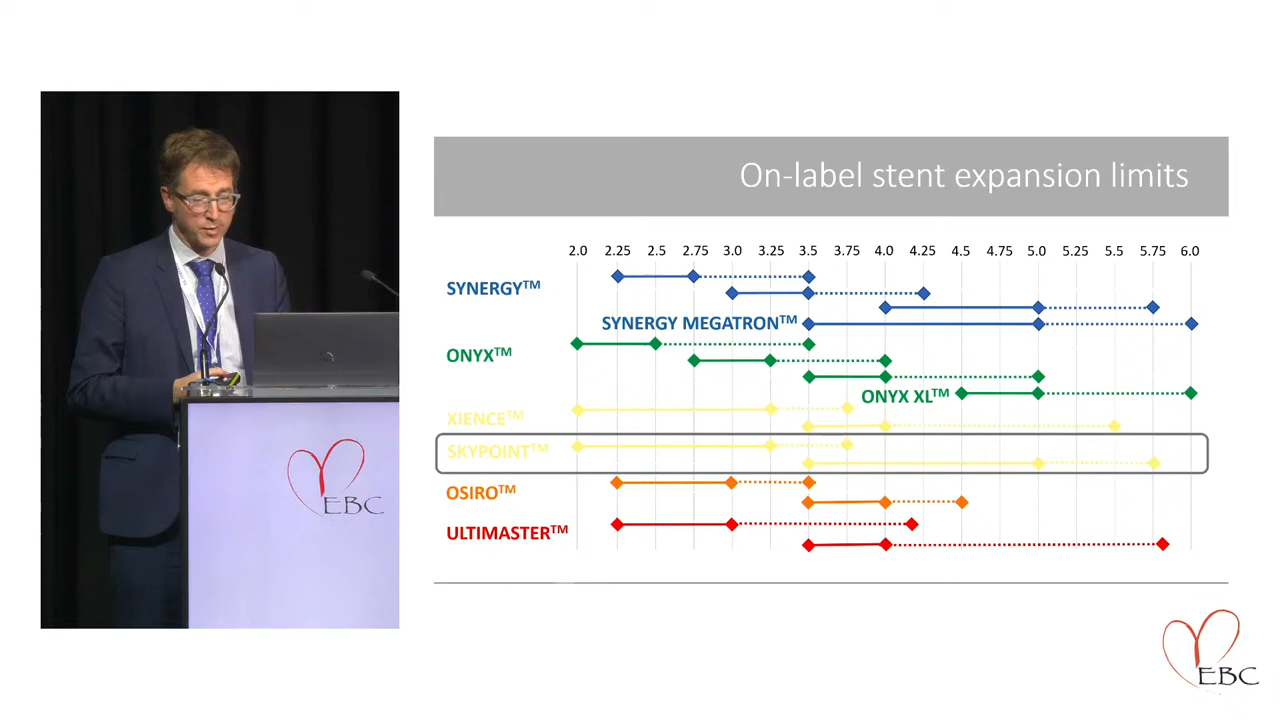 On-label stent expansion limits
2.0 2.25 2.5 2.75 3.0 3.25 3.5 3.75 4.0 4.25 4.5 4.75 5.0 5.25 5.5 5.75 6.0
SYNERGY™
SYNERGY MEGATRON™
ONYX™
ONYX XL™
XIENCE™
SKYPOINT™
OSIRO™
ULTIMASTER™
EBC
EBC